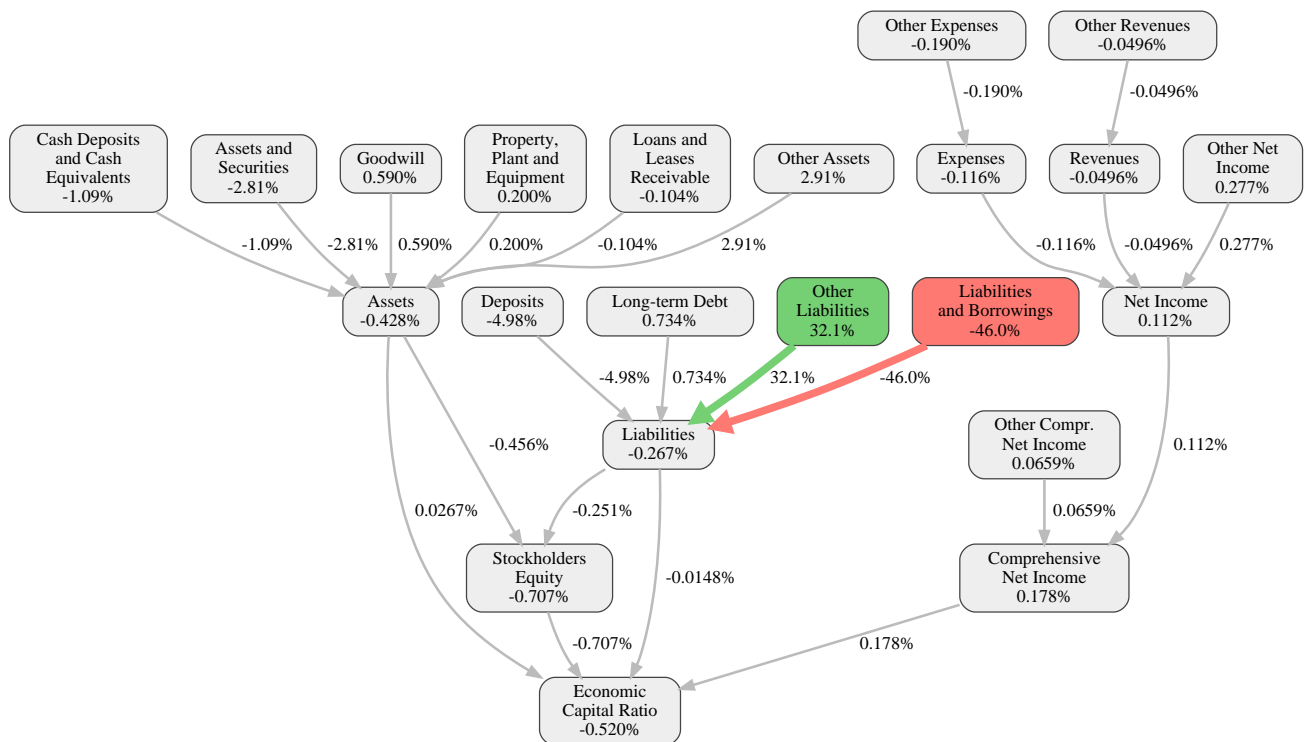 Other Expenses
-0.190%
Other Revenues
-0.0496%
-0.190%
-0.0496%
Cash Deposits
and Cash
Equivalents
-1.09%
Assets and
Securities
-2.81%
Goodwill
0.590%
Property,
Plant and
Equipment
0.200%
Loans and
Leases
Receivable
-0.104%
Other Assets
2.91%
Expenses
-0.116%
Revenues
-0.0496%
Other Net
Income
0.277%
-1.09%
-2.81%
0.590%
0.200%
-0.104%
2.91%
-0.116%
-0.0496%
0.277%
Assets
-0.428%
Deposits
-4.98%
Long-term Debt
0.734%
Other
Liabilities
32.1%
Liabilities
and Borrowings
-46.0%
Net Income
0.112%
-4.98%
0.734%
32.1%
-46.0%
-0.456%
Liabilities
-0.267%
Other Compr.
Net Income
0.0659%
0.112%
0.0267%
-0.251%
0.0659%
Stockholders
Equity
-0.707%
-0.0148%
Comprehensive
Net Income
0.178%
-0.707%
0.178%
Economic
Capital Ratio
-0.520%